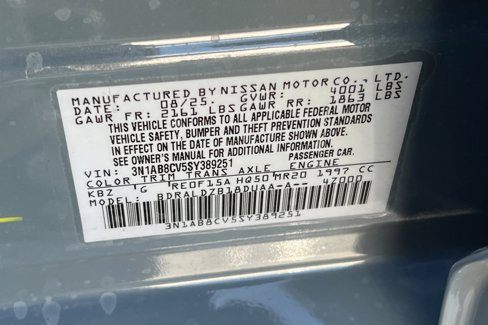 MANUFACTURED BY NISSAN MOTOR CO., LTD.
DATE: 08/25. GVWR: 4001 LBS
GAWR FR: 2161 LBS GAWR RR: 1863 LBS
THIS VEHICLE CONFORMS TO ALL APPLICABLE FEDERAL MOTOR
VEHICLE SAFETY, BUMPER AND THEFT PREVENTION STANDARDS
IN EFFECT ON THE DATE OF MANUFACTURE SHOWN ABOVE.
SEE OWNER'S MANUAL FOR ADDITIONAL INFORMATION.
VIN: 3N1AB8CV5SY389251 PASSENGER CAR.
COLOR TRIM TRANS AXLE ENGINE
KBZ G RE0F15A HQ50 MR20 1997 CC
MODEL: BDRALDZB18DUAA-A-- 47000
3N1AB8CV5SY389251